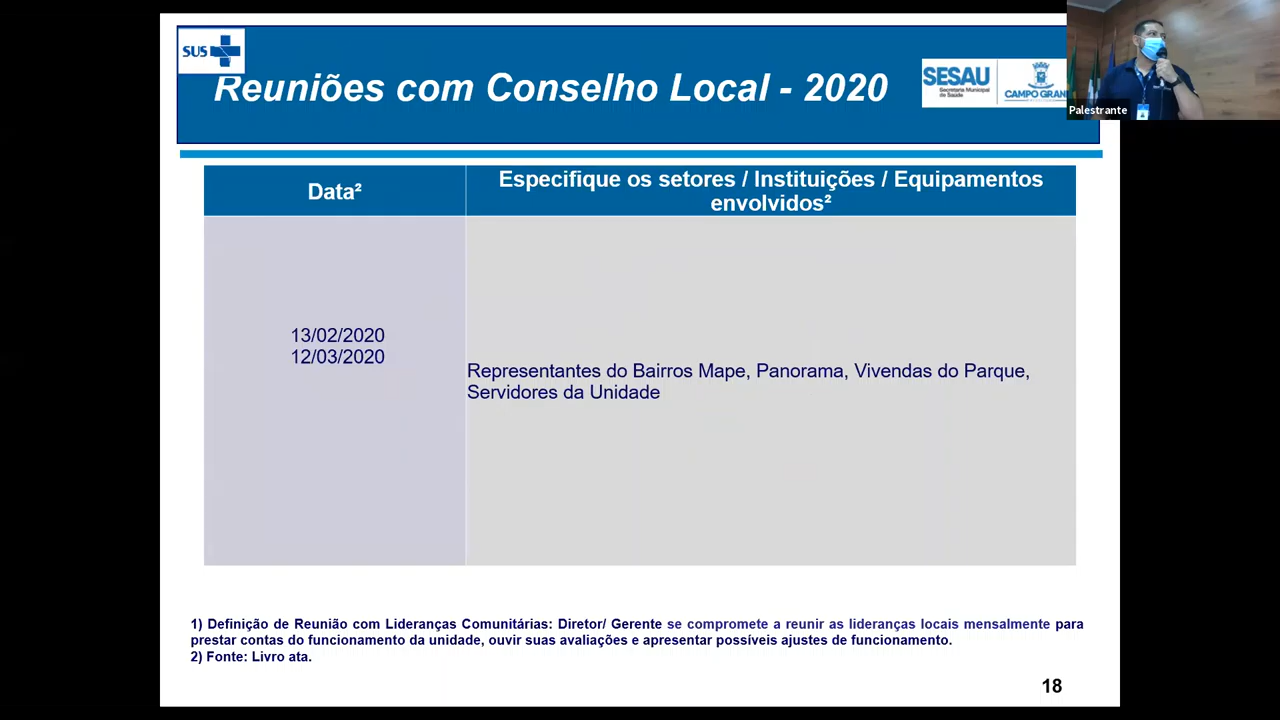 SUS
Reuniões com Conselho Local - 2020
SESAU
Secretaria Municipal
de Saúde
Palestrante
Data²
Especifique os setores / Instituições / Equipamentos
envolvidos²
13/02/2020
12/03/2020
Representantes do Bairros Mape, Panorama, Vivendas do Parque,
Servidores da Unidade
1) Definição de Reunião com Lideranças Comunitárias: Diretor/ Gerente se compromete a reunir as lideranças locais mensalmente para
prestar contas do funcionamento da unidade, ouvir suas avaliações e apresentar possíveis ajustes de funcionamento.
2) Fonte: Livro ata.
18